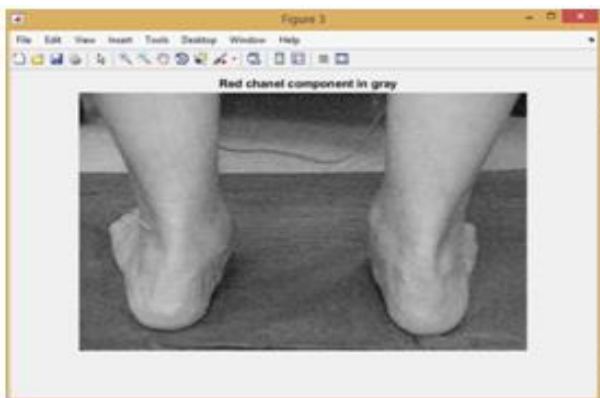 Figure 3
File Edit View Insert Tools Desktop Window Help
Red chanel component in gray